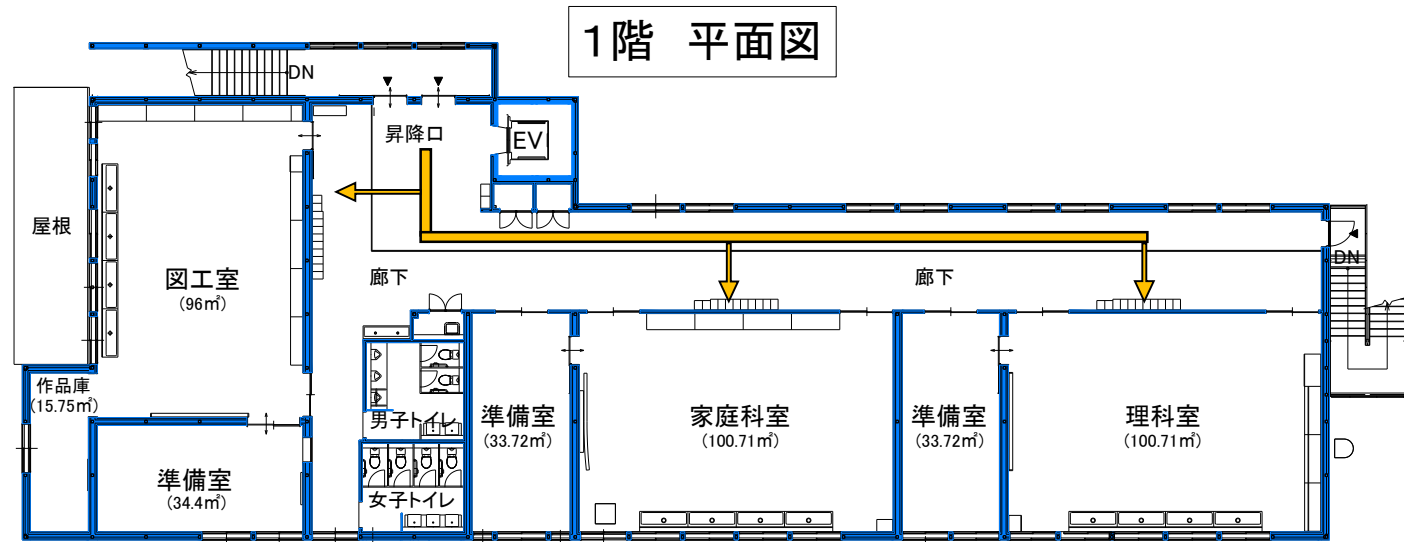 1階 平面図
DN
昇降口
EV
屋根
図工室
(96㎡)
廊下
廊下
DN
作品庫
(15.75㎡)
男子トイレ
準備室
(33.72㎡)
家庭科室
(100.71㎡)
準備室
(33.72㎡)
理科室
(100.71㎡)
準備室
(34.4㎡)
女子トイレ